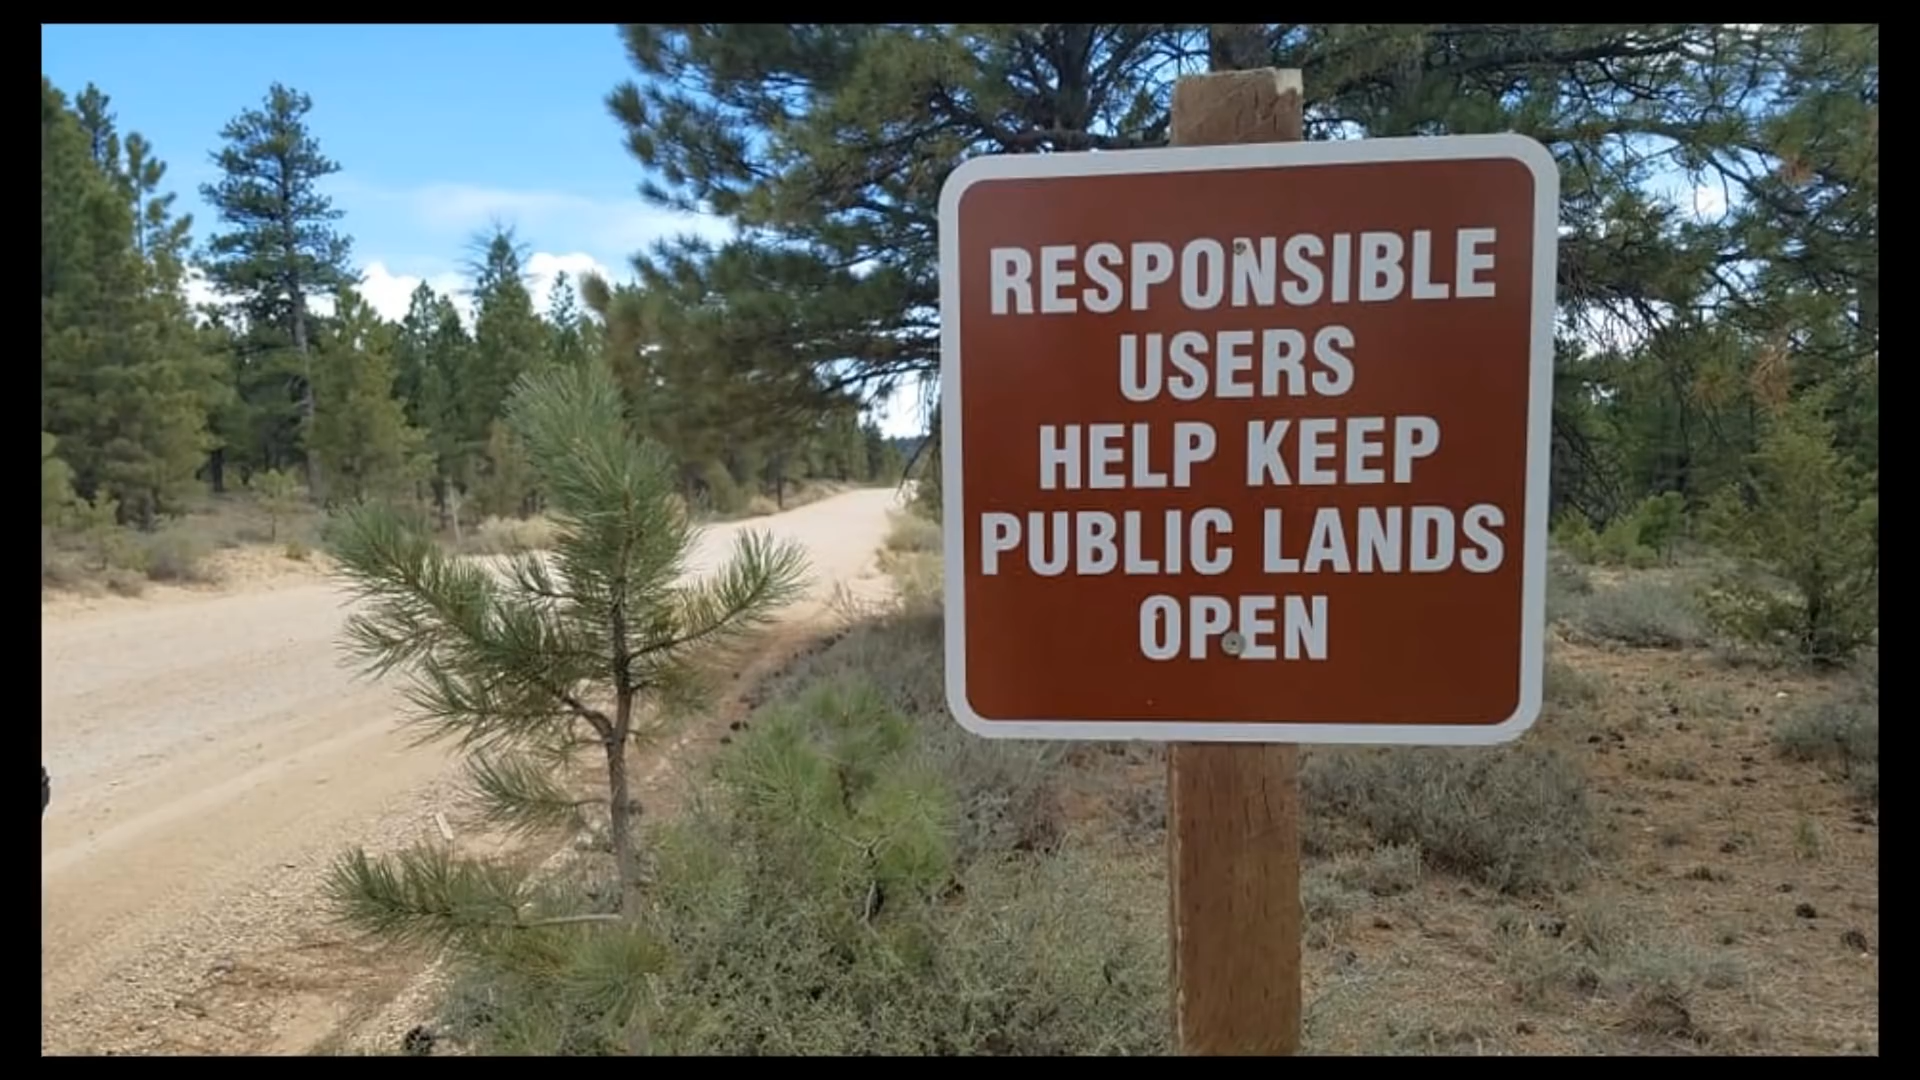 RESPONSIBLE
USERS
HELP KEEP
PUBLIC LANDS
OPEN